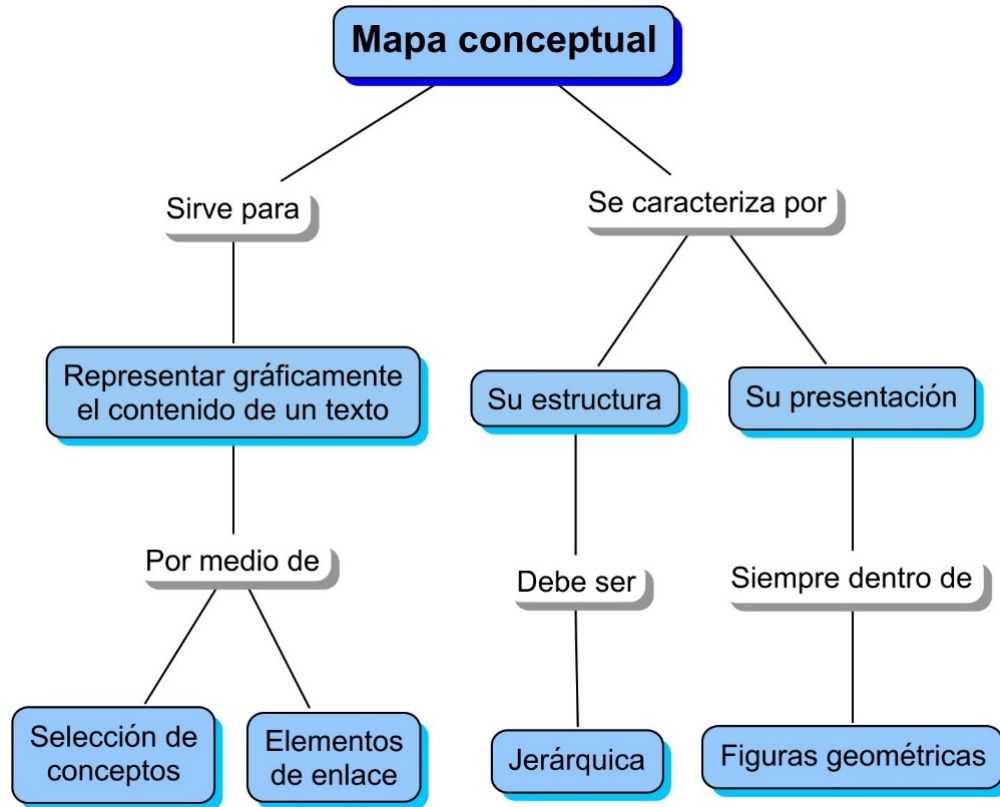 Mapa conceptual
Sirve para
Se caracteriza por
Representar gráficamente
el contenido de un texto
Su estructura
Su presentación
Por medio de
Debe ser
Siempre dentro de
Selección de
conceptos
Elementos
de enlace
Jerárquica
Figuras geométricas